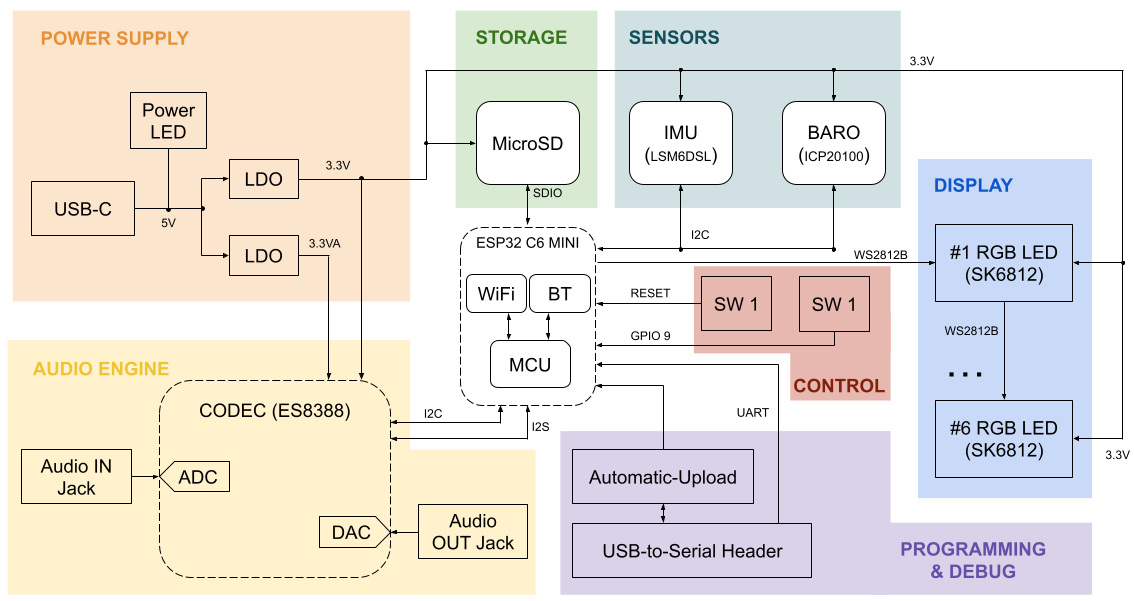 POWER SUPPLY
STORAGE
SENSORS
3.3V
Power
LED
MicroSD
IMU
(LSM6DSL)
BARO
(ICP20100)
LDO
3.3V
USB-C
5V
SDIO
DISPLAY
LDO
3.3VA
ESP32 C6 MINI
I2C
WS2812B
#1 RGB LED
(SK6812)
WiFi
BT
RESET
SW 1
SW 1
GPIO 9
WS2812B
MCU
...
AUDIO ENGINE
CONTROL
CODEC (ES8388)
I2C
I2S
UART
#6 RGB LED
(SK6812)
3.3V
Audio IN
Jack
ADC
Automatic-Upload
DAC
Audio
OUT Jack
USB-to-Serial Header
PROGRAMMING
& DEBUG